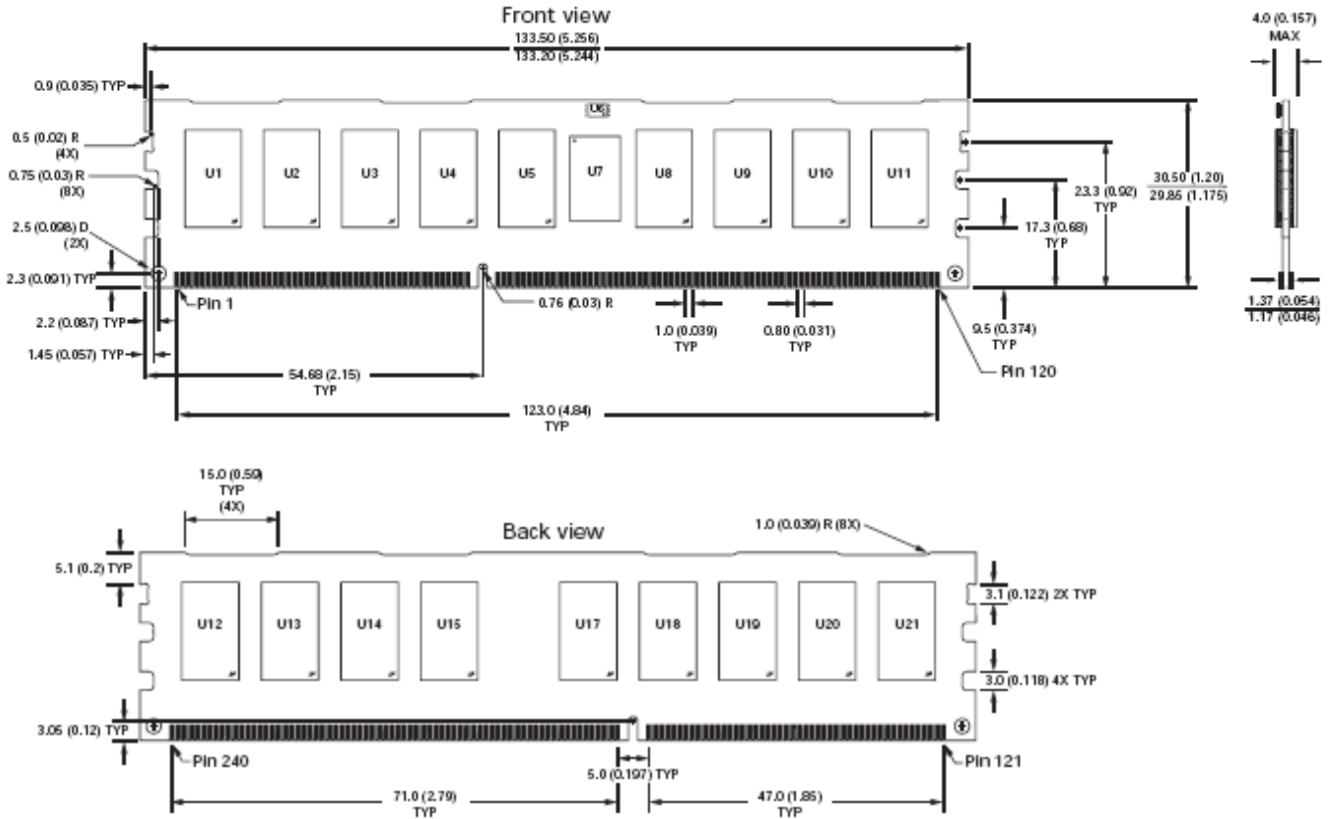 Front view
133.50 (5.256)
133.20 (5.244)
4.0 (0.157)
MAX
0.9 (0.035) TYP
0.5 (0.02) R
(4X)
0.75 (0.03) R
(8X)
2.5 (0.098) D
(2X)
2.3 (0.091) TYP
2.2 (0.087) TYP
1.45 (0.057) TYP
U6
U1
U2
U3
U4
U5
U7
U8
U9
U10
U11
23.3 (0.92)
TYP
17.3 (0.68)
TYP
30.50 (1.20)
29.85 (1.175)
Pin 1
0.76 (0.03) R
1.0 (0.039)
TYP
0.80 (0.031)
TYP
9.5 (0.374)
TYP
1.37 (0.054)
1.17 (0.046)
Pin 120
54.68 (2.15)
TYP
123.0 (4.84)
TYP
15.0 (0.59)
TYP
(4X)
Back view
1.0 (0.039) R (8X)
5.1 (0.2) TYP
U12
U13
U14
U15
U17
U18
U19
U20
U21
3.1 (0.122) 2X TYP
3.0 (0.118) 4X TYP
3.05 (0.12) TYP
Pin 240
5.0 (0.197) TYP
Pin 121
71.0 (2.79)
TYP
47.0 (1.85)
TYP